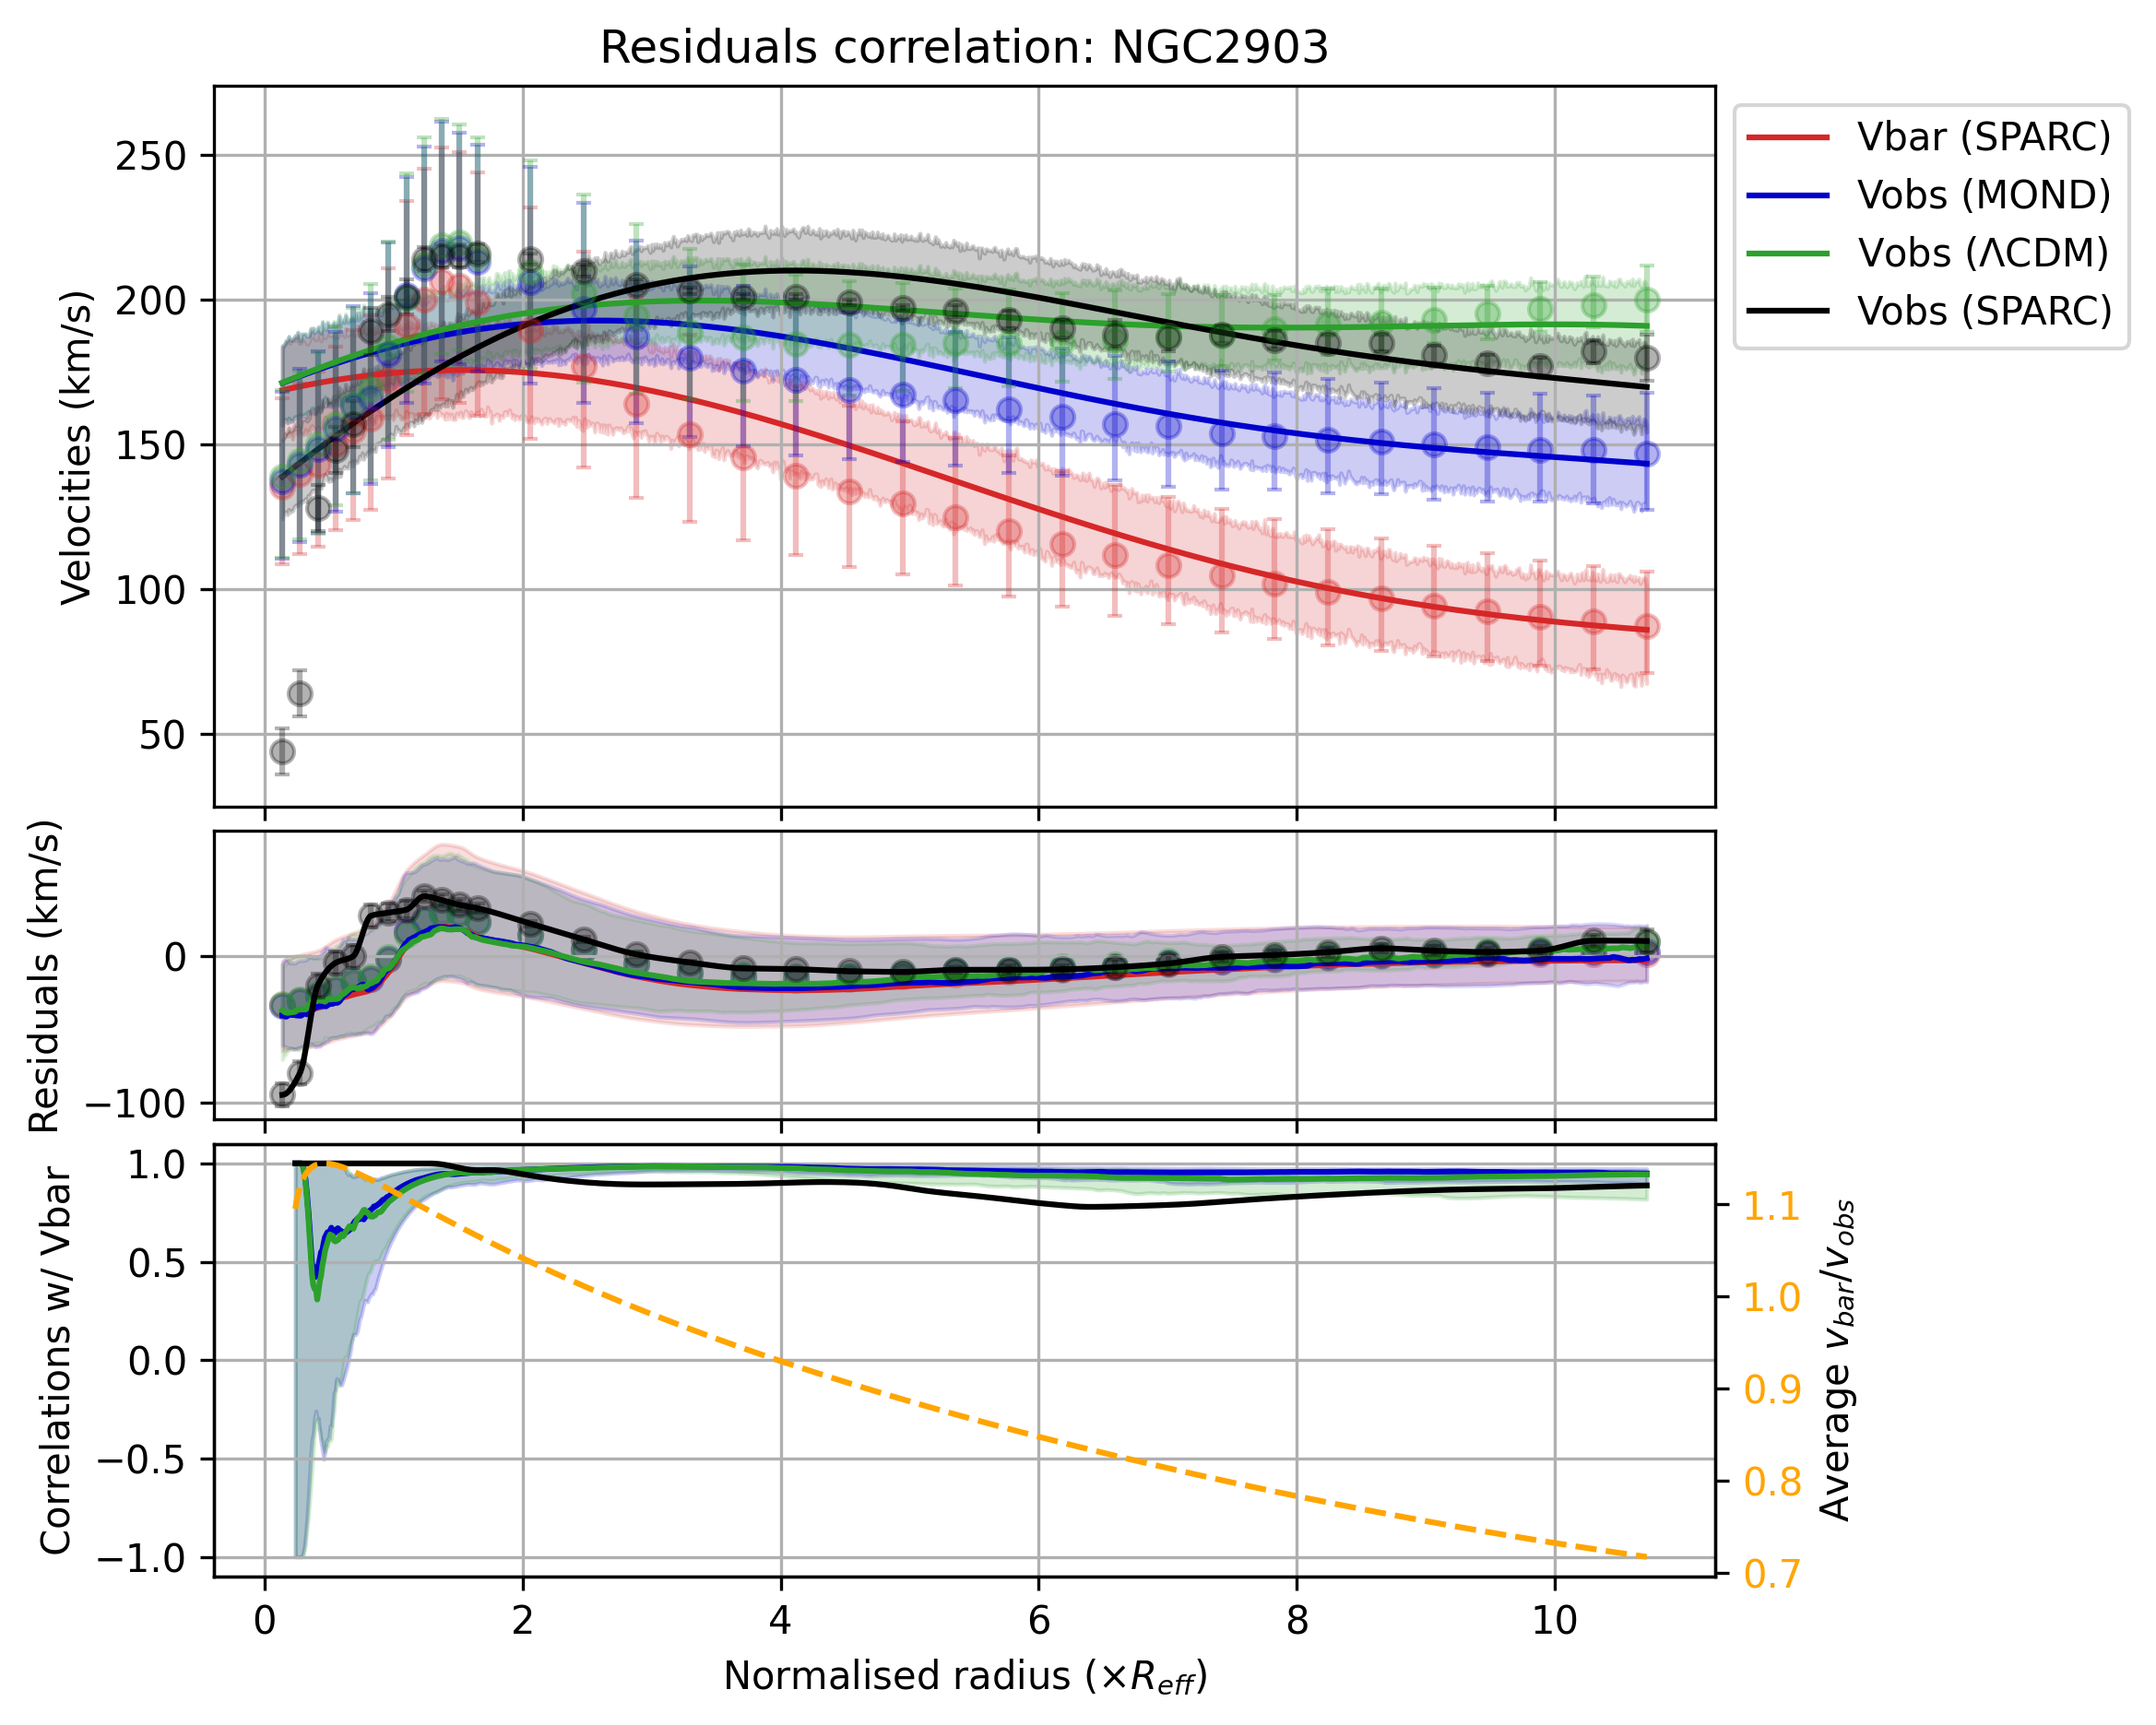 Residuals correlation: NGC2903
Velocities (km/s)
250
200
150
100
50
Vbar (SPARC)
Vobs (MOND)
Vobs (ΛCDM)
Vobs (SPARC)
Residuals (km/s)
0
−100
Correlations w/ Vbar
1.0
0.5
0.0
−0.5
−1.0
1.1
1.0
0.9
0.8
0.7
Average v_bar/v_obs
0 2 4 6 8 10
Normalised radius (×R_eff)